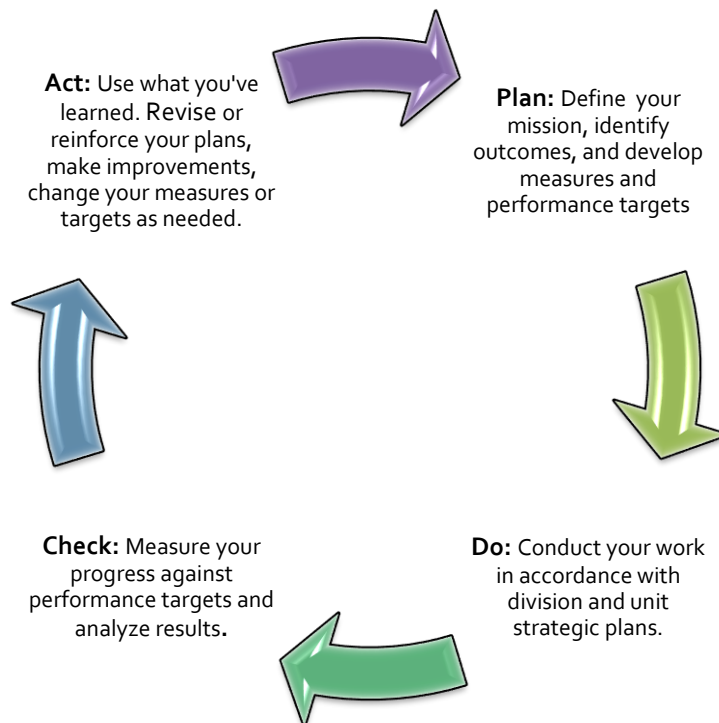 Act: Use what you've
learned. Revise or
reinforce your plans,
make improvements,
change your measures or
targets as needed.
Plan: Define your
mission, identify
outcomes, and develop
measures and
performance targets
Check: Measure your
progress against
performance targets and
analyze results.
Do: Conduct your work
in accordance with
division and unit
strategic plans.